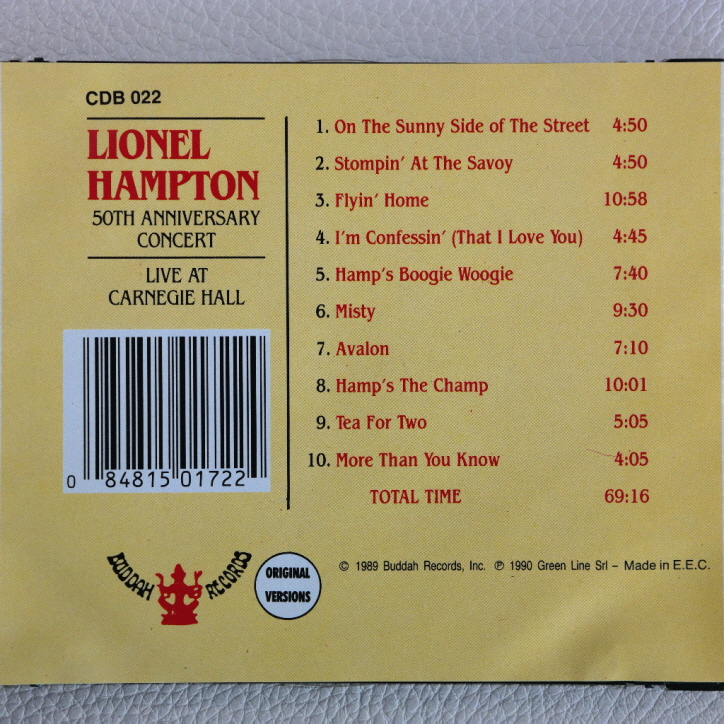 CDB 022
LIONEL
HAMPTON
50TH ANNIVERSARY
CONCERT
LIVE AT
CARNEGIE HALL
0 84815 01722
1. On The Sunny Side of The Street 4:50
2. Stompin' At The Savoy 4:50
3. Flyin' Home 10:58
4. I'm Confessin' (That I Love You) 4:45
5. Hamp's Boogie Woogie 7:40
6. Misty 9:30
7. Avalon 7:10
8. Hamp's The Champ 10:01
9. Tea For Two 5:05
10. More Than You Know 4:05
TOTAL TIME 69:16
BUDDAH RECORDS
ORIGINAL
VERSIONS
© 1989 Buddah Records, Inc. ℗ 1990 Green Line Srl – Made in E.E.C.